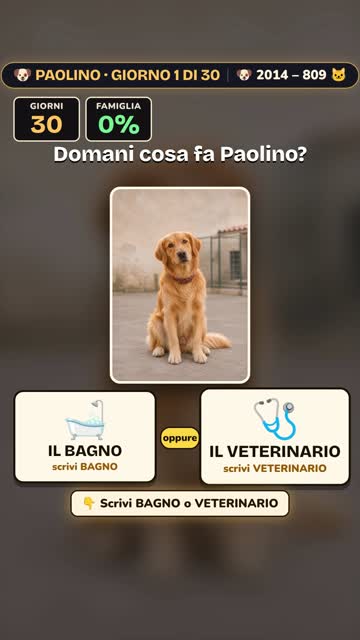 🐶 PAOLINO · GIORNO 1 DI 30 | 🐶 2014 – 809 🐱
GIORNI
30
FAMIGLIA
0%
Domani cosa fa Paolino?
IL BAGNO
scrivi BAGNO
oppure
IL VETERINARIO
scrivi VETERINARIO
👇 Scrivi BAGNO o VETERINARIO